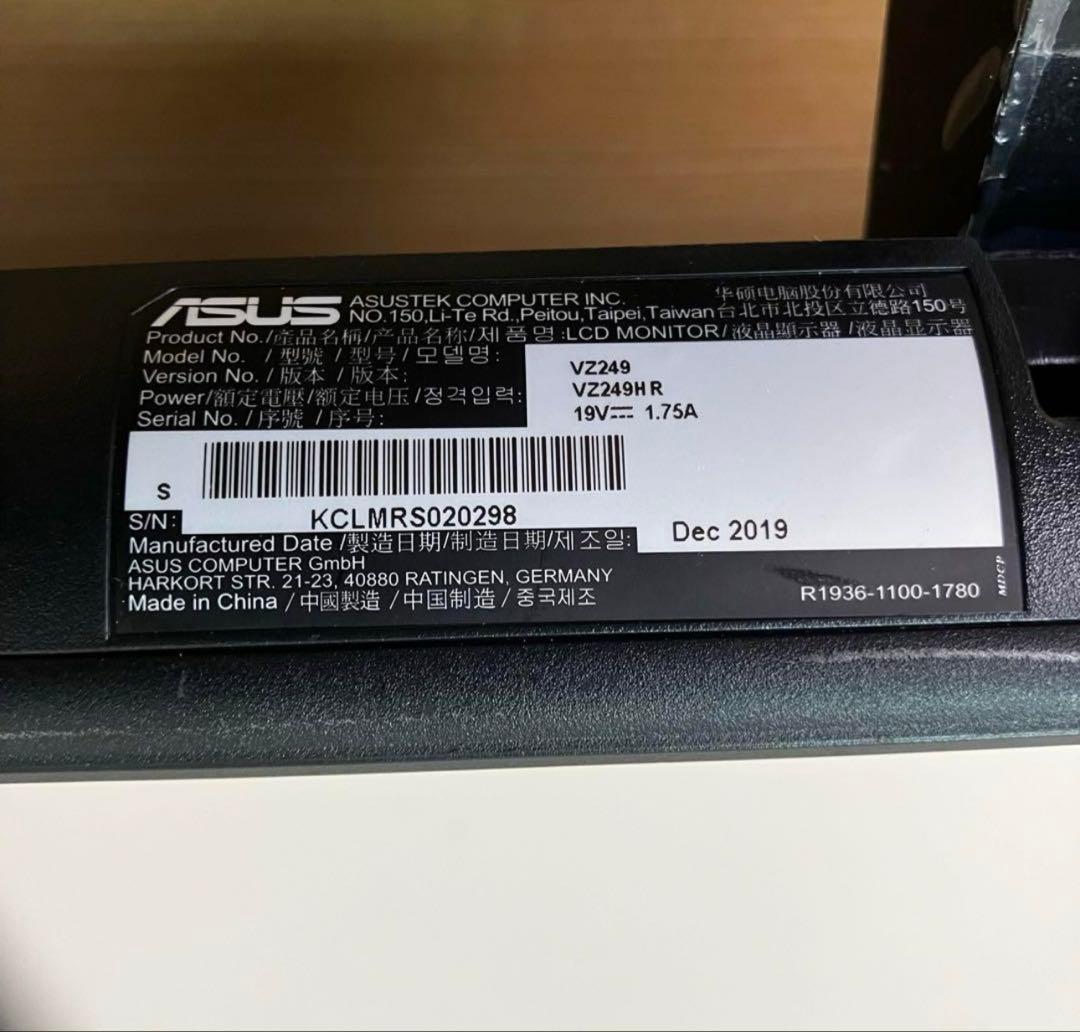 ASUS ASUSTEK COMPUTER INC. 华硕电脑股份有限公司
NO.150,Li-Te Rd.,Peitou,Taipei,Taiwan 台北市北投区立德路150号
Product No./產品名稱/产品名称/제품명:LCD MONITOR/液晶顯示器/液晶显示器
Model No. / 型號 / 型号 / 모델명: VZ249
Version No. / 版本 / 版本: VZ249HR
Power/額定電壓/额定电压/정격입력: 19V⎓ 1.75A
Serial No. / 序號 / 序号:
S
S/N: KCLMRS020298
Manufactured Date /製造日期/制造日期/제조일: Dec 2019
ASUS COMPUTER GmbH
HARKORT STR. 21-23, 40880 RATINGEN, GERMANY
Made in China / 中國製造 / 中国制造 / 중국제조
R1936-1100-1780
MDCP